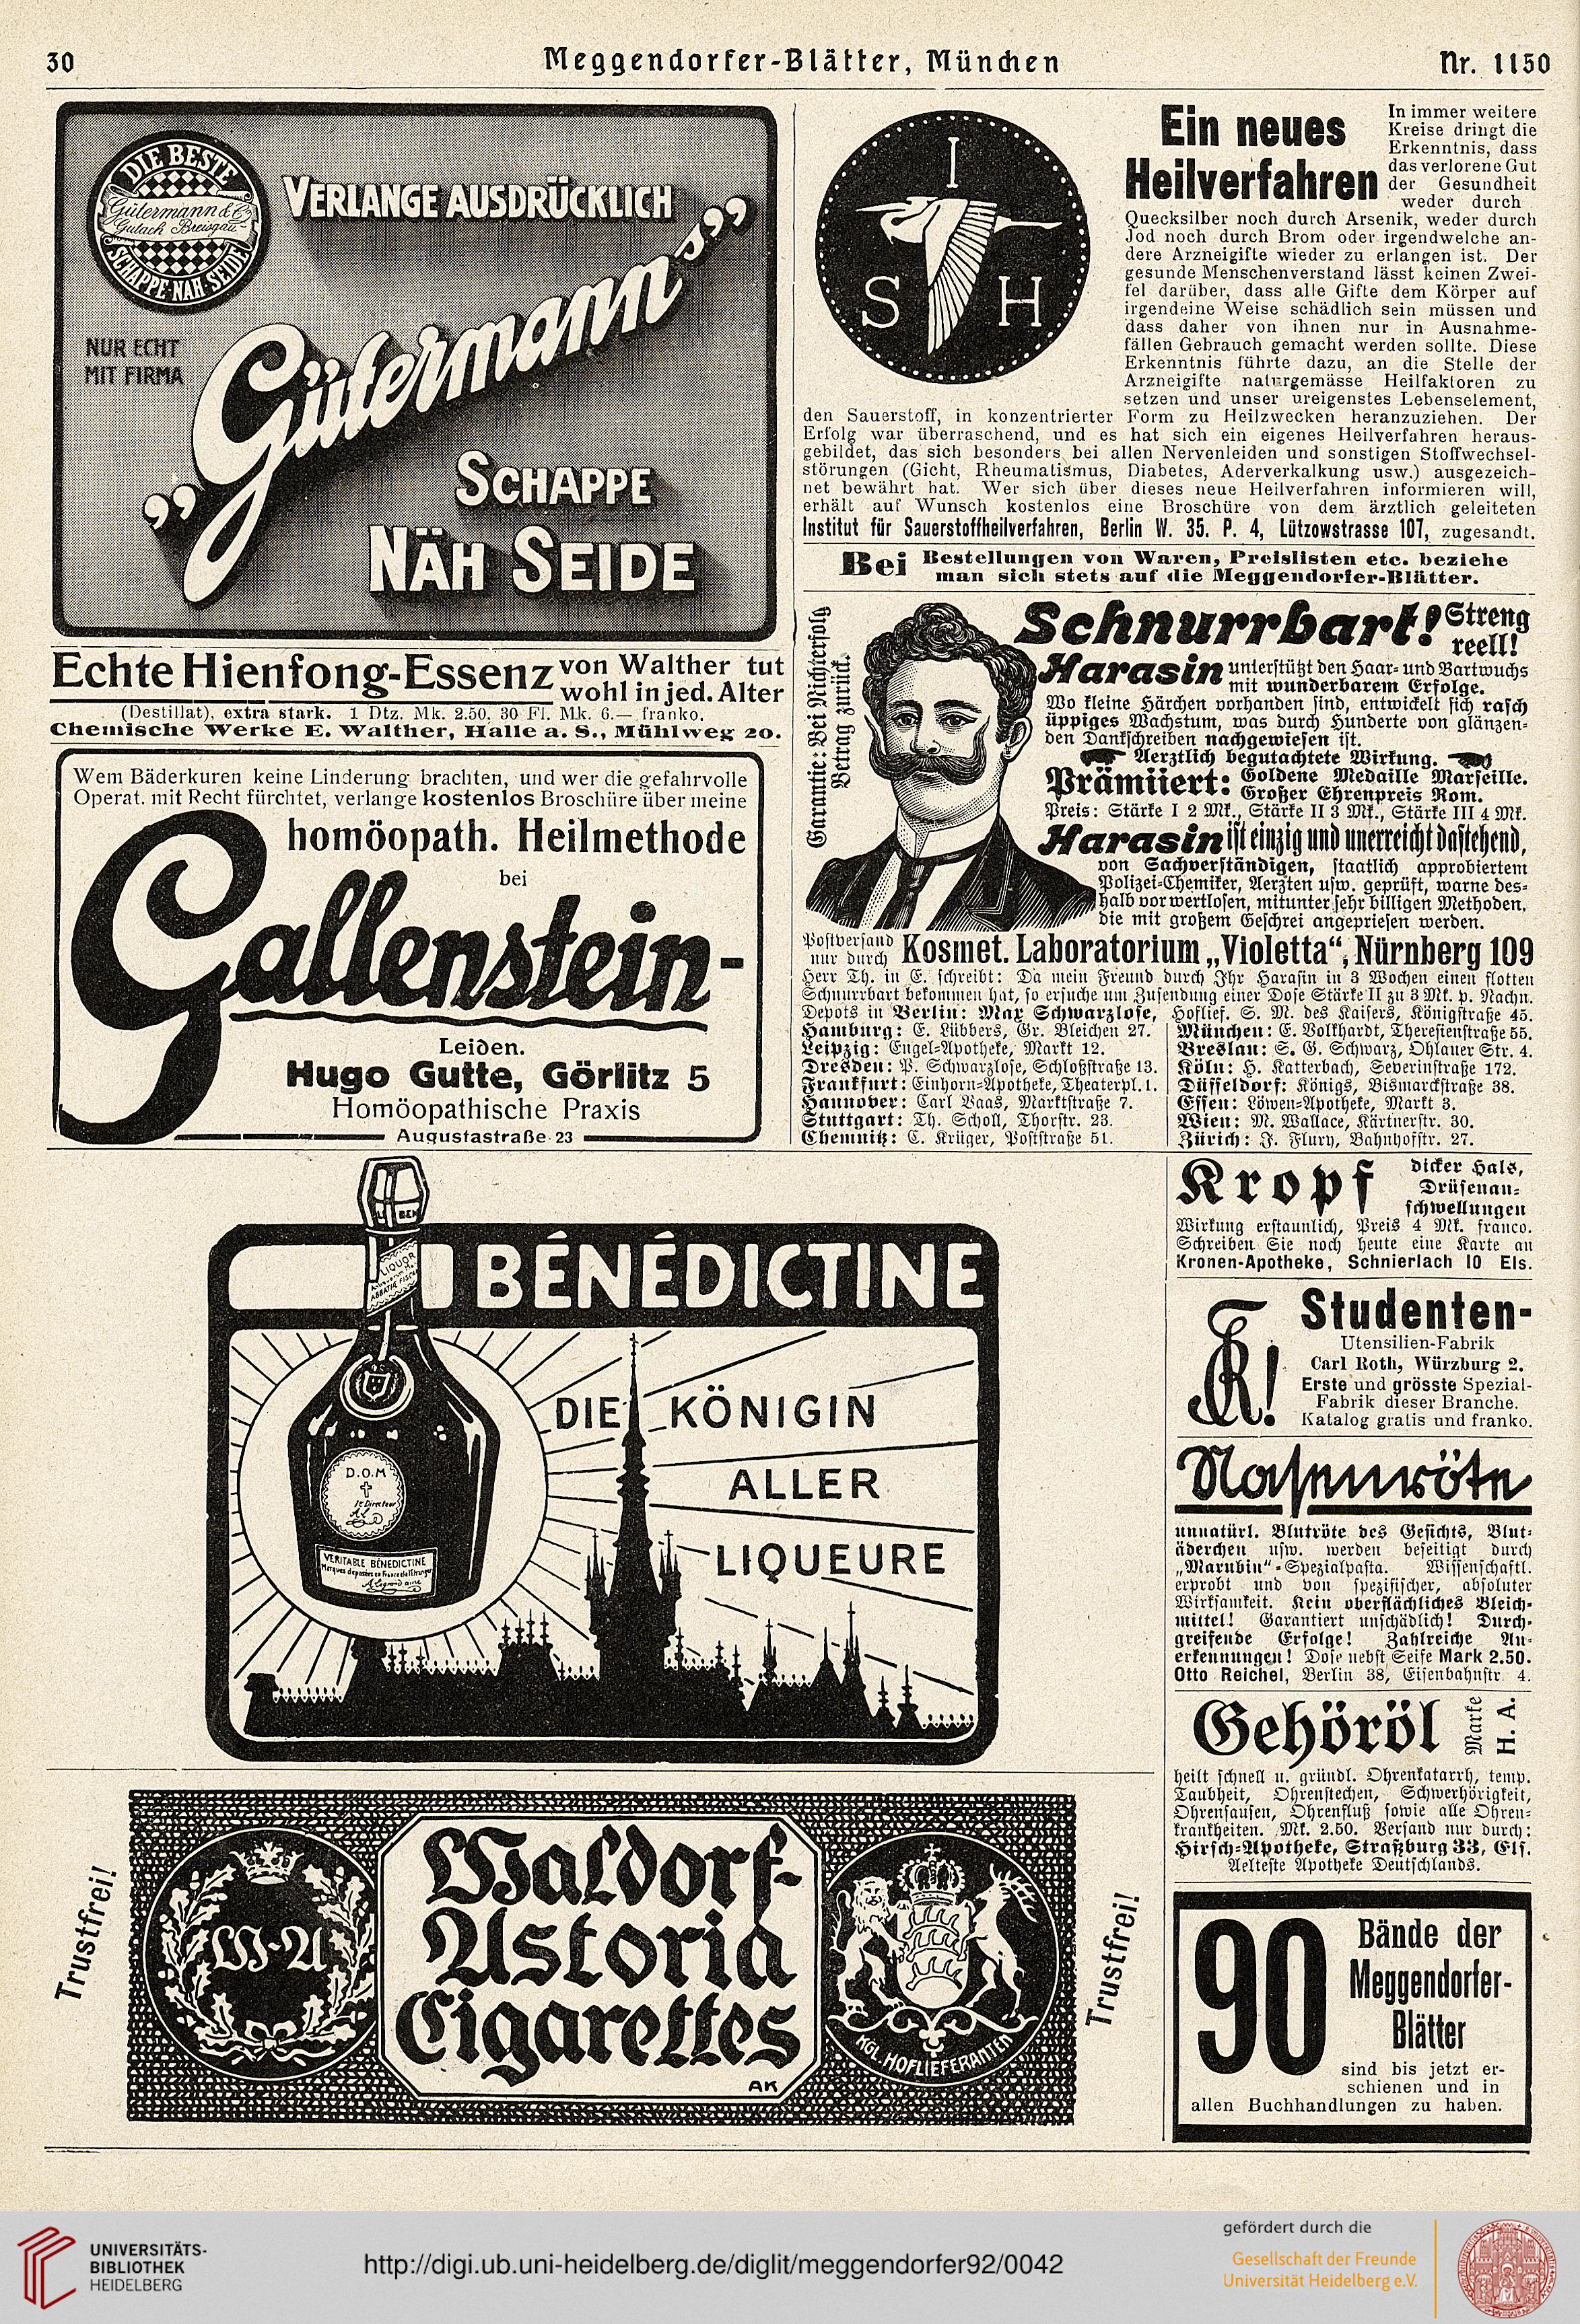 30
Meggendorfer-Blätter, München
Nr. 1150
DIE BESTE
Gütermann & Co
Gutach Breisgau
SCHAPPE-NÄH-SEIDE
VERLANGE AUSDRÜCKLICH
NUR ECHT
MIT FIRMA
„Gütermann”
SCHAPPE
NÄH SEIDE
Echte Hienfong-Essenz von Walther tut
wohl in jed. Alter
(Destillat), extra stark. 1 Dtz. Mk. 2.50. 30 Fl. Mk. 6.— franko.
Chemische Werke E. Walther, Halle a. S., Mühlweg 20.
Wem Bäderkuren keine Linderung brachten, und wer die gefahrvolle
Operat. mit Recht fürchtet, verlange kostenlos Broschüre über meine
homöopath. Heilmethode
bei
Gallenstein-
Leiden.
Hugo Gutte, Görlitz 5
Homöopathische Praxis
Augustastraße 23
I
S H
Ein neues
Heilverfahren
In immer weitere
Kreise dringt die
Erkenntnis, dass
das verlorene Gut
der Gesundheit
weder durch
Quecksilber noch durch Arsenik, weder durch
Jod noch durch Brom oder irgendwelche an-
dere Arzneigifte wieder zu erlangen ist. Der
gesunde Menschenverstand lässt keinen Zwei-
fel darüber, dass alle Gifte dem Körper auf
irgendeine Weise schädlich sein müssen und
dass daher von ihnen nur in Ausnahme-
fällen Gebrauch gemacht werden sollte. Diese
Erkenntnis führte dazu, an die Stelle der
Arzneigifte naturgemässe Heilfaktoren zu
setzen und unser ureigenstes Lebenselement,
den Sauerstoff, in konzentrierter Form zu Heilzwecken heranzuziehen. Der
Erfolg war überraschend, und es hat sich ein eigenes Heilverfahren heraus-
gebildet, das sich besonders bei allen Nervenleiden und sonstigen Stoffwechsel-
störungen (Gicht, Rheumatismus, Diabetes, Aderverkalkung usw.) ausgezeich-
net bewährt hat. Wer sich über dieses neue Heilverfahren informieren will,
erhält auf Wunsch kostenlos eine Broschüre von dem ärztlich geleiteten
Institut für Sauerstoffheilverfahren, Berlin W. 35. P. 4, Lützowstrasse 107, zugesandt.
Bei Bestellungen von Waren, Preislisten etc. beziehe
man sich stets auf die Meggendorfer-Blätter.
Garantie: Bei Nichterfolg
Betrag zurück.
Schnurrbart! Streng
reell!
Harasin unterstützt den Haar- und Bartwuchs
mit wunderbarem Erfolge.
Wo kleine Härchen vorhanden sind, entwickelt sich rasch
üppiges Wachstum, was durch Hunderte von glänzen-
den Dankschreiben nachgewiesen ist.
Aerztlich begutachtete Wirkung.
Prämiiert: Goldene Medaille Marseille.
Großer Ehrenpreis Rom.
Preis: Stärke I 2 Mk., Stärke II 3 Mk., Stärke III 4 Mk.
Harasin ist einzig und unerreicht dastehend,
von Sachverständigen, staatlich approbiertem
Polizei-Chemiker, Aerzten usw. geprüft, warne des-
halb vor wertlosen, mitunter sehr billigen Methoden,
die mit großem Geschrei angepriesen werden.
Postversand
nur durch Kosmet. Laboratorium „Violetta“, Nürnberg 109
Herr Th. in E. schreibt: Da mein Freund durch Ihr Harasin in 3 Wochen einen flotten
Schnurrbart bekommen hat, so ersuche um Zusendung einer Dose Stärke II zu 3 Mk. p. Nachn.
Depots in Berlin: Max Schwarzlose, Hoflief. S. M. des Kaisers, Königstraße 45.
Hamburg: E. Lübbers, Gr. Bleichen 27.
Leipzig: Engel-Apotheke, Markt 12.
Dresden: P. Schwarzlose, Schloßstraße 13.
Frankfurt: Einhorn-Apotheke, Theaterpl. 1.
Hannover: Carl Baas, Marktstraße 7.
Stuttgart: Th. Scholl, Thorstr. 23.
Chemnitz: C. Krüger, Poststraße 51.
München: E. Volkhardt, Theresienstraße 55.
Breslau: S. G. Schwarz, Ohlauer Str. 4.
Köln: H. Katterbach, Severinstraße 172.
Düsseldorf: Königs, Bismarckstraße 38.
Essen: Löwen-Apotheke, Markt 3.
Wien: M. Wallace, Kärtnerstr. 30.
Zürich: J. Flury, Bahnhofstr. 27.
BÉNÉDICTINE
LIQUOR
D.O.M
VERITABLE BENEDICTINE
DIE KÖNIGIN
ALLER
LIQUEURE
Kropf dicker Hals,
Drüsenan-
schwellungen
Wirkung erstaunlich, Preis 4 Mk. franco.
Schreiben Sie noch heute eine Karte an
Kronen-Apotheke, Schnierlach 10 Els.
Studenten-
Utensilien-Fabrik
Carl Roth, Würzburg 2.
Erste und grösste Spezial-
Fabrik dieser Branche.
Katalog gratis und franko.
Nasenröte
unnatürl. Blutröte des Gesichts, Blut-
äderchen usw. werden beseitigt durch
„Marubin“-Spezialpasta. Wissenschaftl.
erprobt und von spezifischer, absoluter
Wirksamkeit. Kein oberflächliches Bleich-
mittel! Garantiert unschädlich! Durch-
greifende Erfolge! Zahlreiche An-
erkennungen! Dose nebst Seife Mark 2.50.
Otto Reichel, Berlin 38, Eisenbahnstr. 4.
Gehöröl Marke
H. A.
heilt schnell u. gründl. Ohrenkatarrh, temp.
Taubheit, Ohrenstechen, Schwerhörigkeit,
Ohrensausen, Ohrenfluß sowie alle Ohren-
krankheiten. Mk. 2.50. Versand nur durch:
Hirsch-Apotheke, Straßburg 33, Els.
Aelteste Apotheke Deutschlands.
Trustfrei!
W-A
Waldorf-
Astoria
Cigarettes
AK
KGL. HOFLIEFERANTEN
Trustfrei!
90 Bände der
Meggendorfer-
Blätter
sind bis jetzt er-
schienen und in
allen Buchhandlungen zu haben.
UNIVERSITÄTS-
BIBLIOTHEK
HEIDELBERG
http://digi.ub.uni-heidelberg.de/diglit/meggendorfer92/0042
gefördert durch die
Gesellschaft der Freunde
Universität Heidelberg e.V.